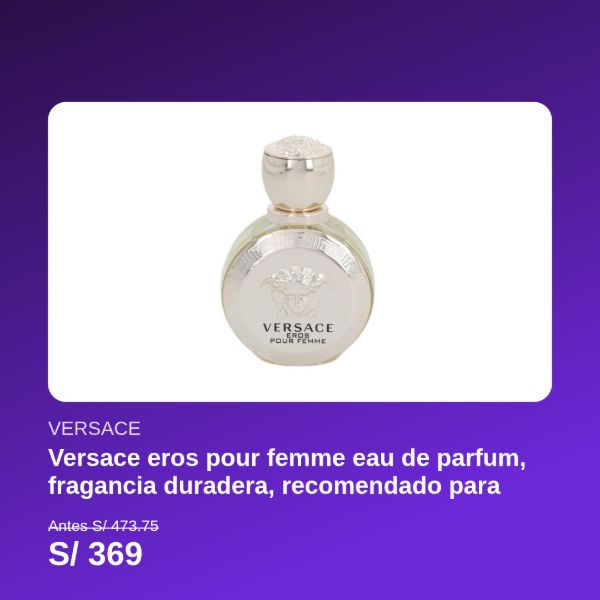 VERSACE
EROS
POUR FEMME
VERSACE
Versace eros pour femme eau de parfum,
fragancia duradera, recomendado para
Antes S/ 473.75
S/ 369